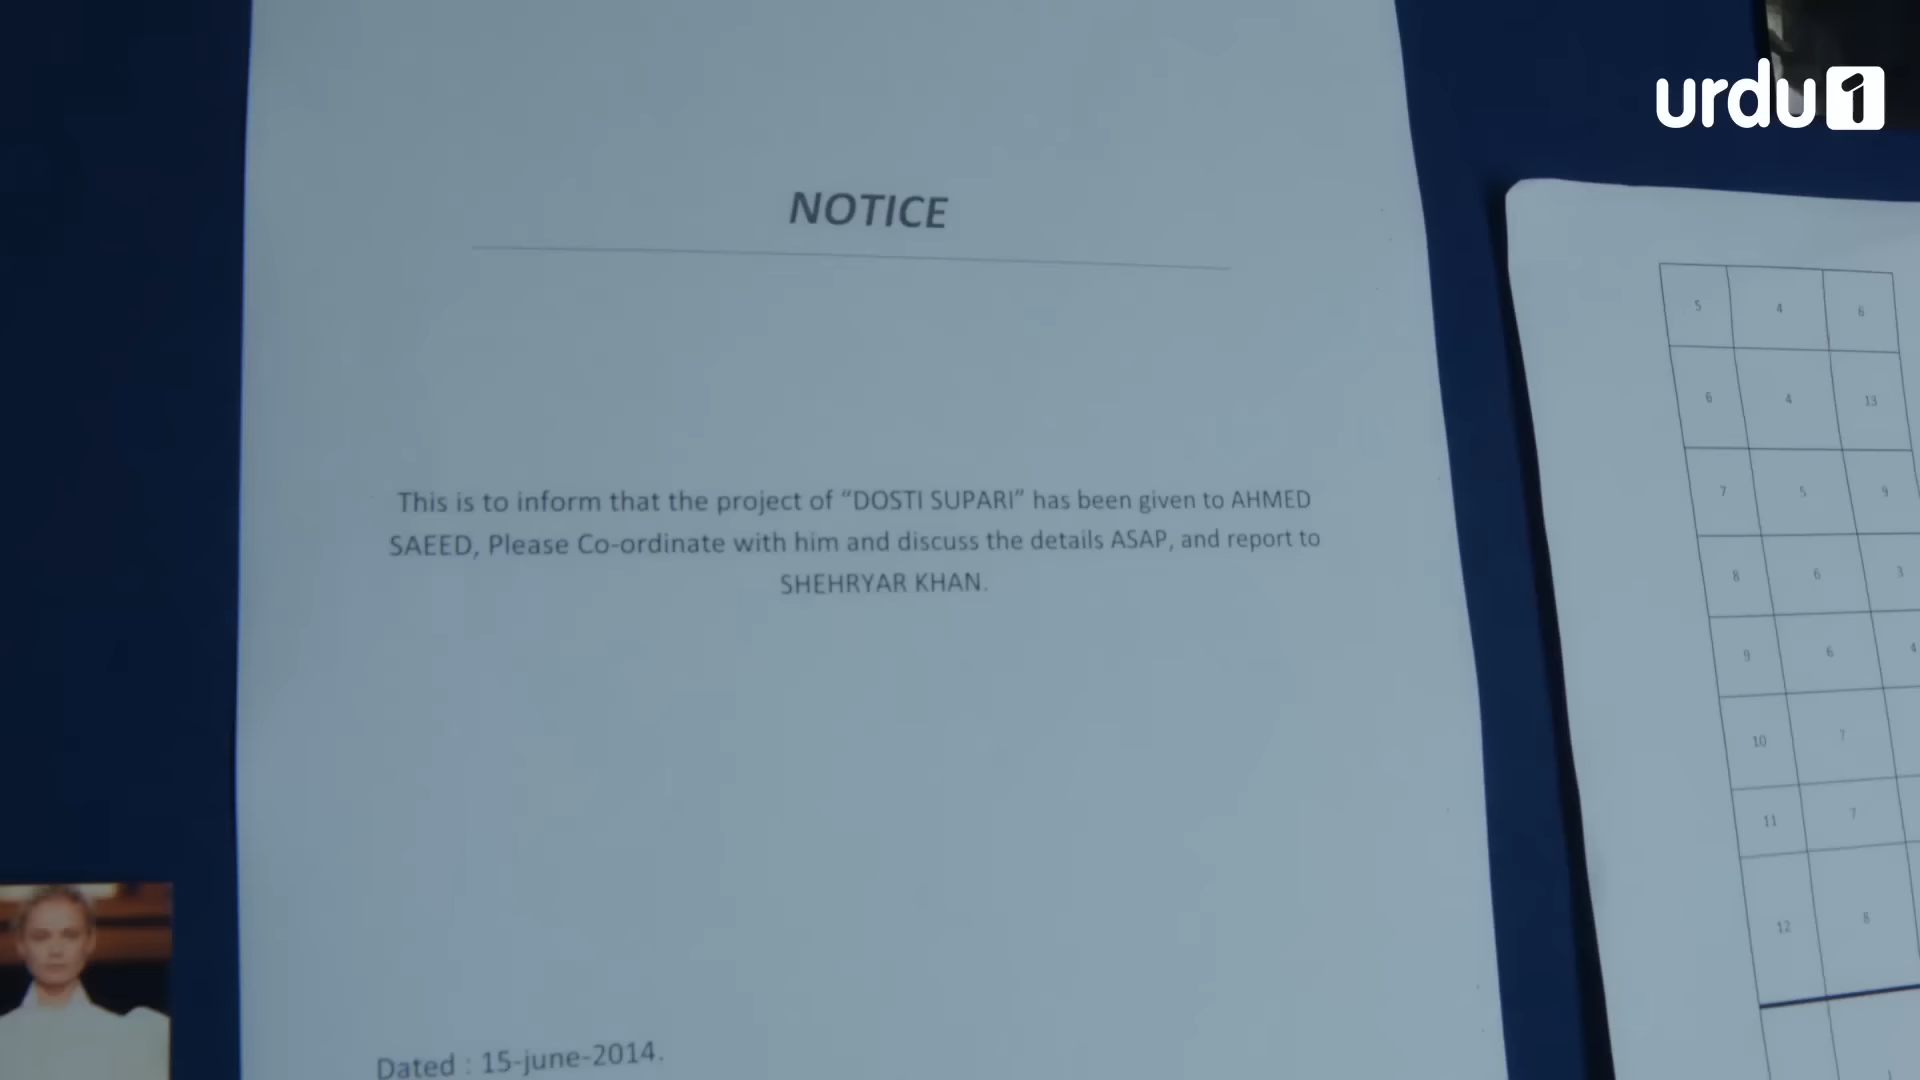 urdu1
NOTICE
This is to inform that the project of “DOSTI SUPARI” has been given to AHMED
SAEED, Please Co-ordinate with him and discuss the details ASAP, and report to
SHEHRYAR KHAN.
Dated : 15-june-2014.
5 4 6
6 4 13
7 5 9
8 6 3
9 6 4
10 7
11 7
12 8